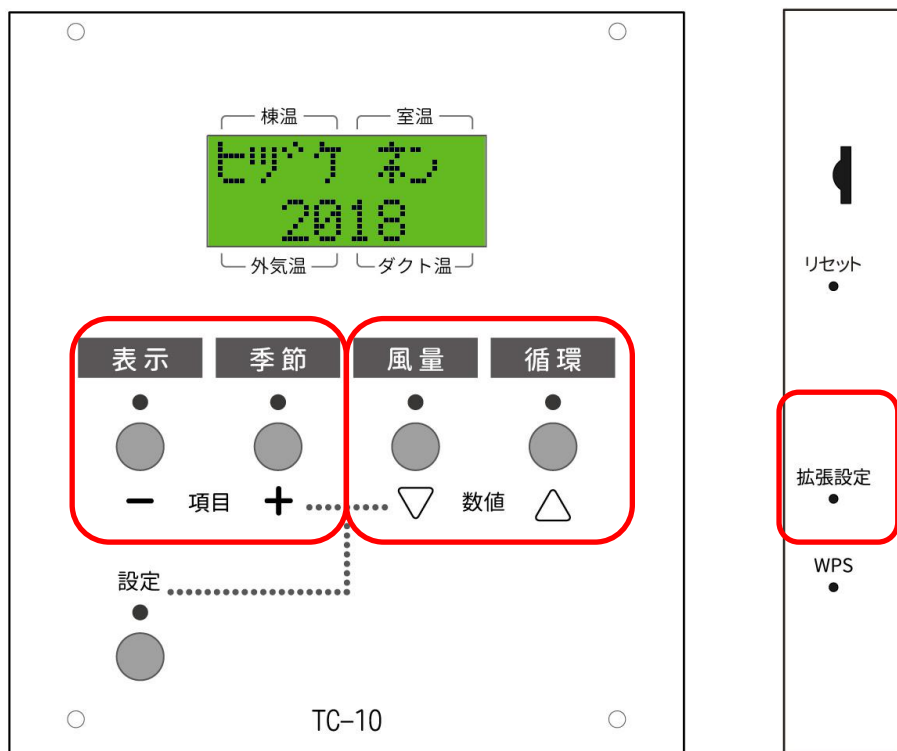 棟温 室温
ヒヅケ ネン
2018
外気温 ダクト温
表示 季節 風量 循環
− 項目 + ▽ 数値 △
設定
TC−10
リセット
拡張設定
WPS